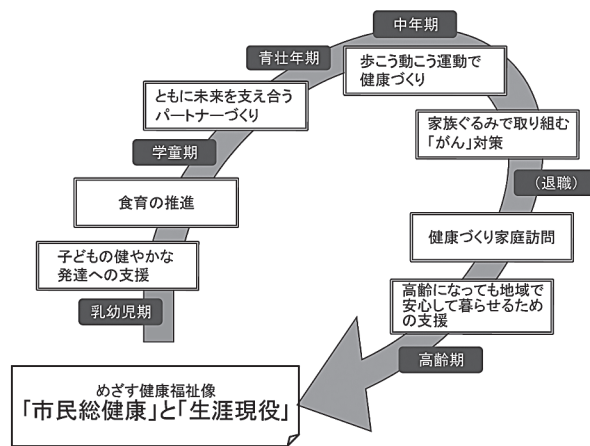 中年期
青壮年期
歩こう動こう運動で
健康づくり
ともに未来を支え合う
パートナーづくり
家族ぐるみで取り組む
「がん」対策
学童期
(退職)
食育の推進
健康づくり家庭訪問
子どもの健やかな
発達への支援
高齢になっても地域で
安心して暮らせるため
の支援
乳幼児期
高齢期
めざす健康福祉像
「市民総健康」と「生涯現役」